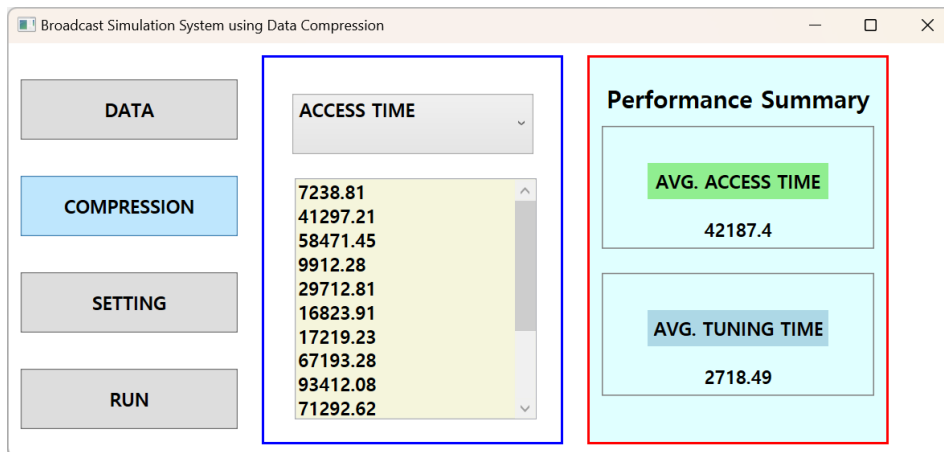 Broadcast Simulation System using Data Compression
DATA
COMPRESSION
SETTING
RUN
ACCESS TIME
7238.81
41297.21
58471.45
9912.28
29712.81
16823.91
17219.23
67193.28
93412.08
71292.62
Performance Summary
AVG. ACCESS TIME
42187.4
AVG. TUNING TIME
2718.49